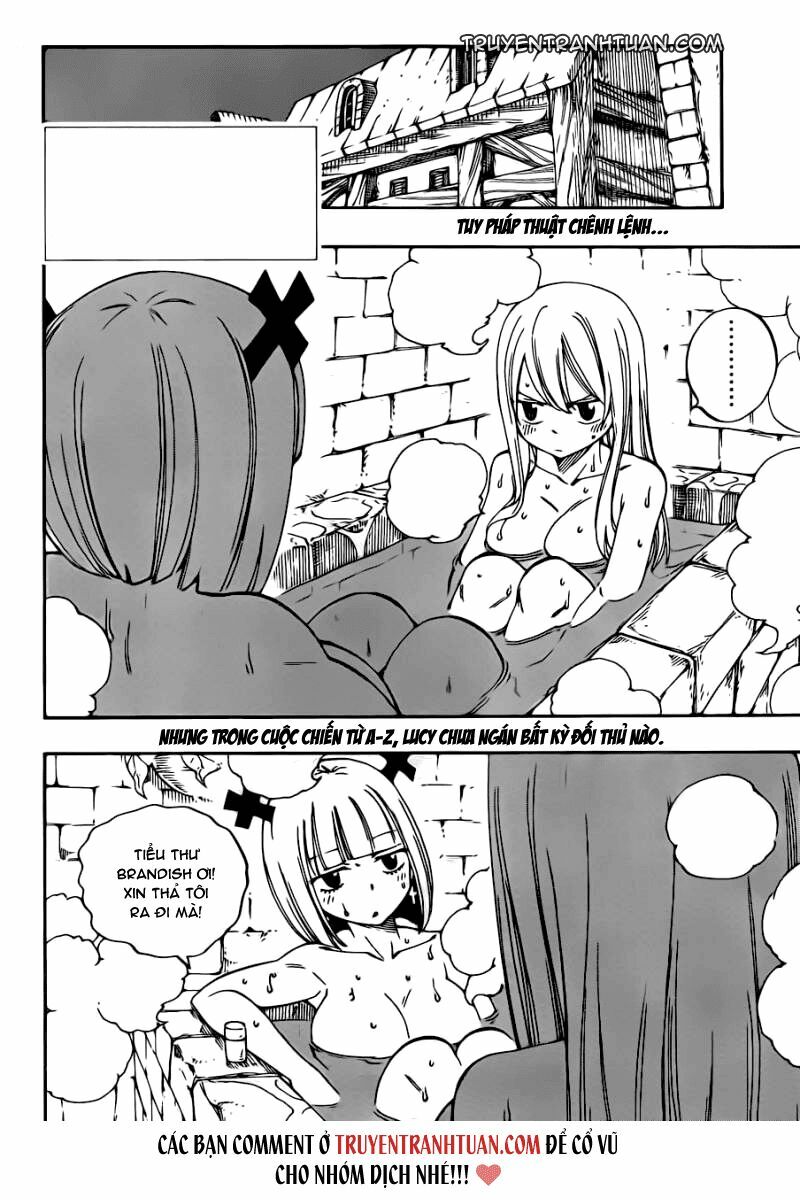 TRUYENTRANHTUAN.COM
TUY PHÁP THUẬT CHÊNH LỆNH...
.........
NHƯNG TRONG CUỘC CHIẾN TỪ A-Z, LUCY CHƯA NGÁN BẤT KỲ ĐỐI THỦ NÀO.
TIỂU THƯ
BRANDISH ƠI!
XIN THẢ TÔI
RA ĐI MÀ!
CÁC BẠN COMMENT Ở TRUYENTRANHTUAN.COM ĐỂ CỔ VŨ
CHO NHÓM DỊCH NHÉ!!! ❤